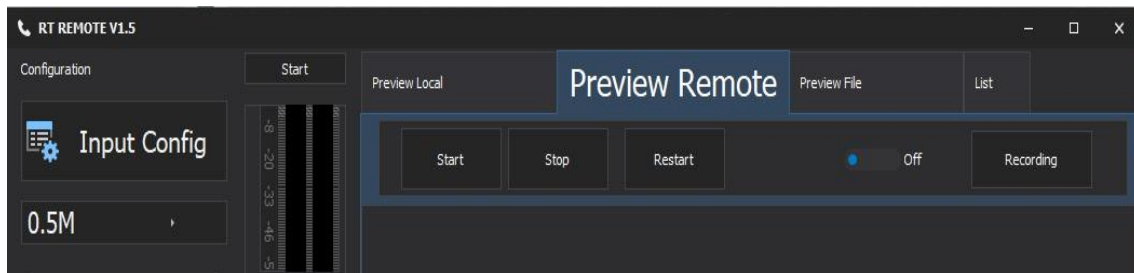 RT REMOTE V1.5
Configuration
Start
Preview Local
Preview Remote
Preview File
List
Input Config
Start
Stop
Restart
Off
Recording
0.5M
-8
-20
-33
-46